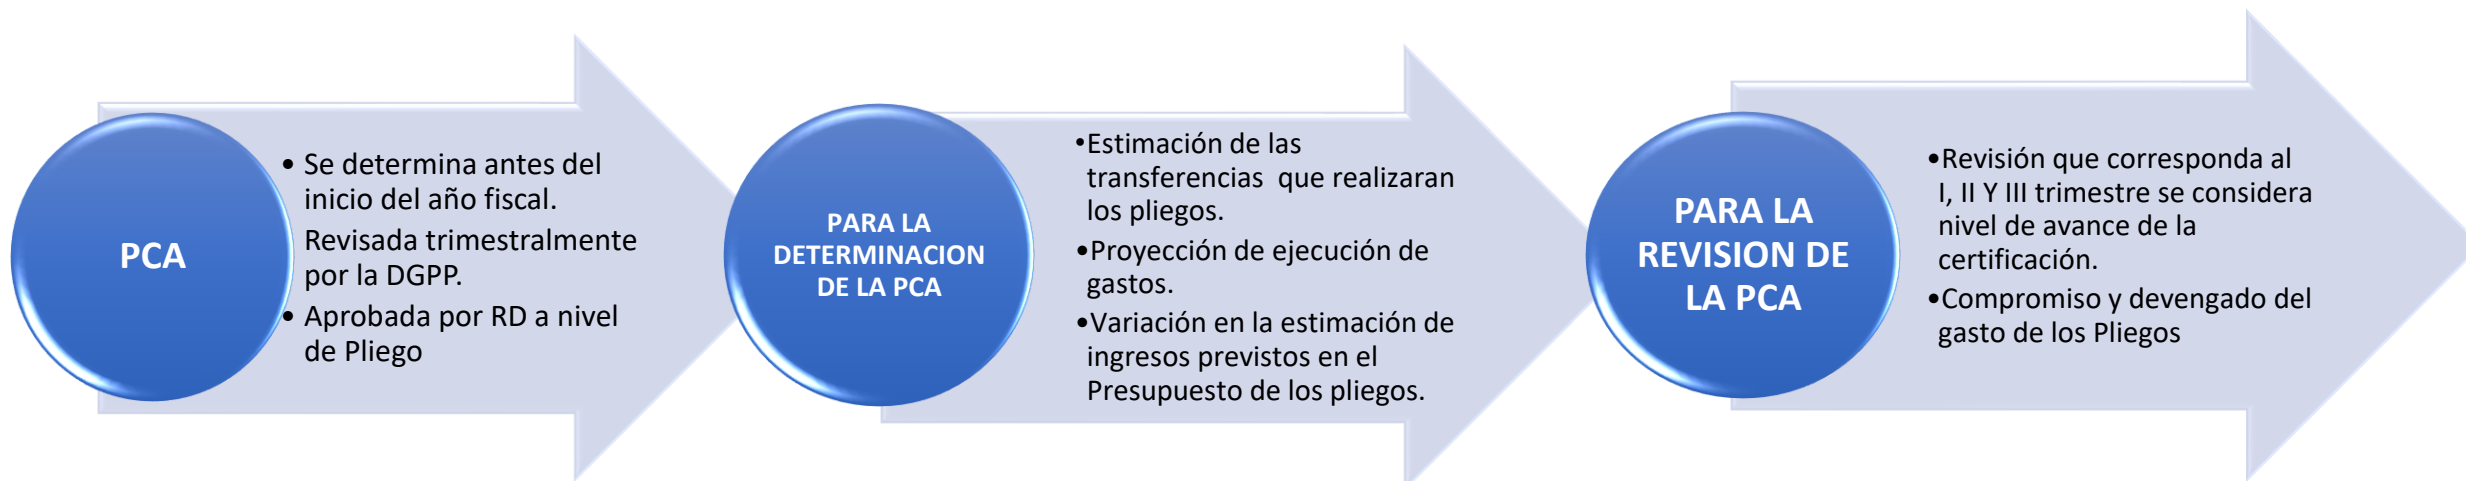 PCA
• Se determina antes del
inicio del año fiscal.
Revisada trimestralmente
por la DGPP.
• Aprobada por RD a nivel
de Pliego
PARA LA
DETERMINACION
DE LA PCA
•Estimación de las
transferencias que realizaran
los pliegos.
•Proyección de ejecución de
gastos.
•Variación en la estimación de
ingresos previstos en el
Presupuesto de los pliegos.
PARA LA
REVISION DE
LA PCA
•Revisión que corresponda al
I, II Y III trimestre se considera
nivel de avance de la
certificación.
•Compromiso y devengado del
gasto de los Pliegos